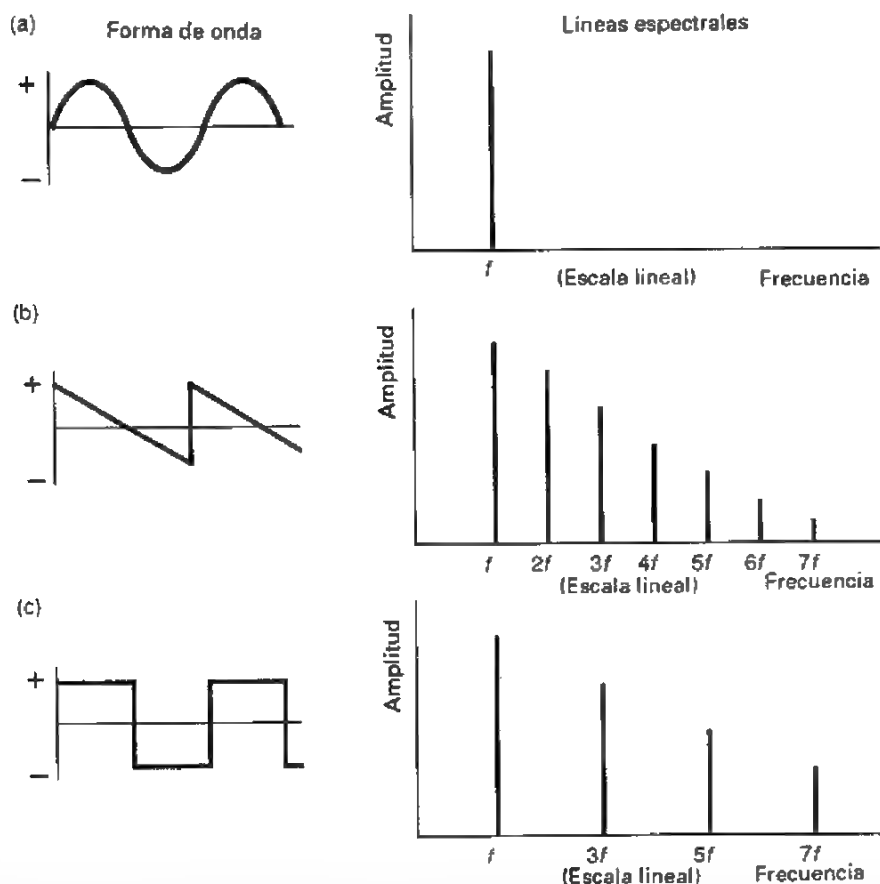 (a)
Forma de onda
Líneas espectrales
+
−
Amplitud
f
(Escala lineal)
Frecuencia
(b)
+
−
Amplitud
f 2f 3f 4f 5f 6f 7f
(Escala lineal)
Frecuencia
(c)
+
−
Amplitud
f 3f 5f 7f
(Escala lineal)
Frecuencia